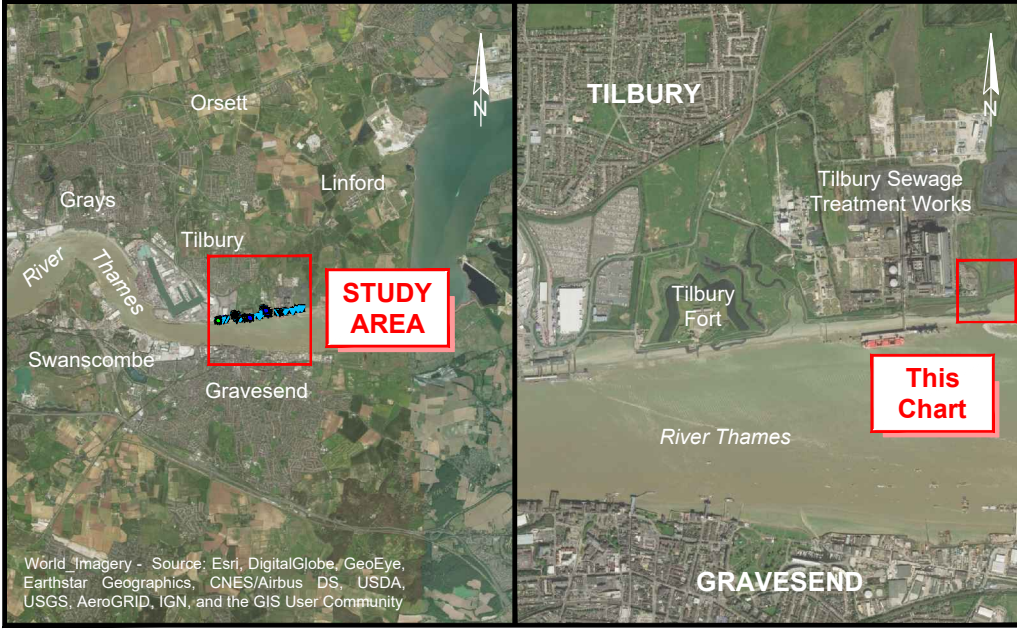 N
Orsett
Linford
Grays
Tilbury
River
Thames
STUDY
AREA
Swanscombe
Gravesend
World_Imagery - Source: Esri, DigitalGlobe, GeoEye,
Earthstar Geographics, CNES/Airbus DS, USDA,
USGS, AeroGRID, IGN, and the GIS User Community
TILBURY
N
Tilbury Sewage
Treatment Works
Tilbury
Fort
This
Chart
River Thames
GRAVESEND